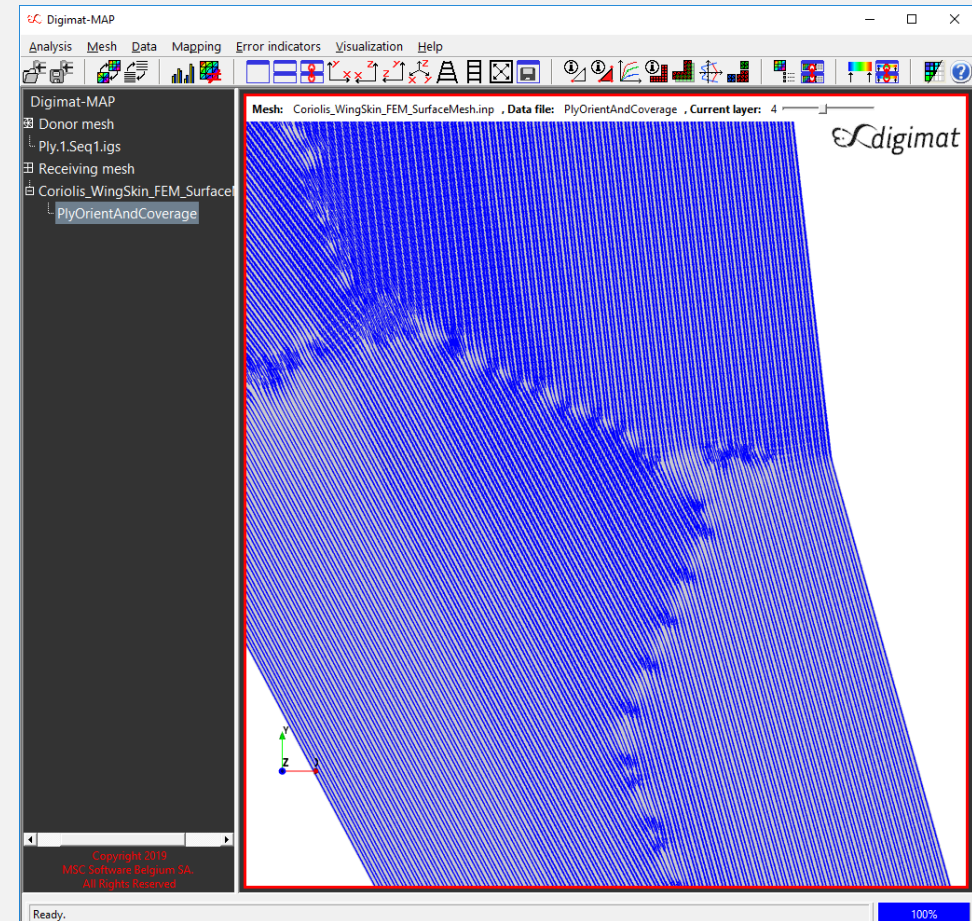 Digimat-MAP
Analysis Mesh Data Mapping Error indicators Visualization Help
Digimat-MAP
Donor mesh
Ply.1.Seq1.igs
Receiving mesh
Coriolis_WingSkin_FEM_Surface
PlyOrientAndCoverage
Mesh: Coriolis_WingSkin_FEM_SurfaceMesh.inp , Data file: PlyOrientAndCoverage , Current layer: 4
digimat
Y
Z
Copyright 2019
MSC Software Belgium SA.
All Rights Reserved
Ready.
100%